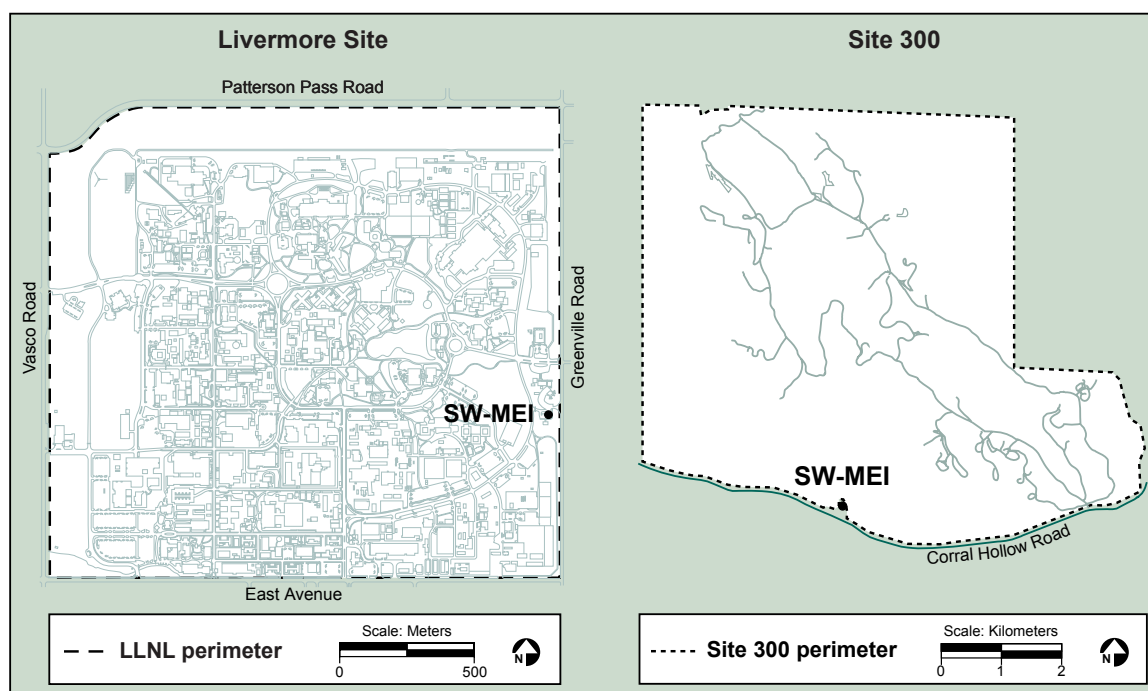 Livermore Site
Patterson Pass Road
Vasco Road
Greenville Road
SW-MEI
East Avenue
LLNL perimeter
Scale: Meters
0 500
N
Site 300
SW-MEI
Corral Hollow Road
Site 300 perimeter
Scale: Kilometers
0 1 2
N